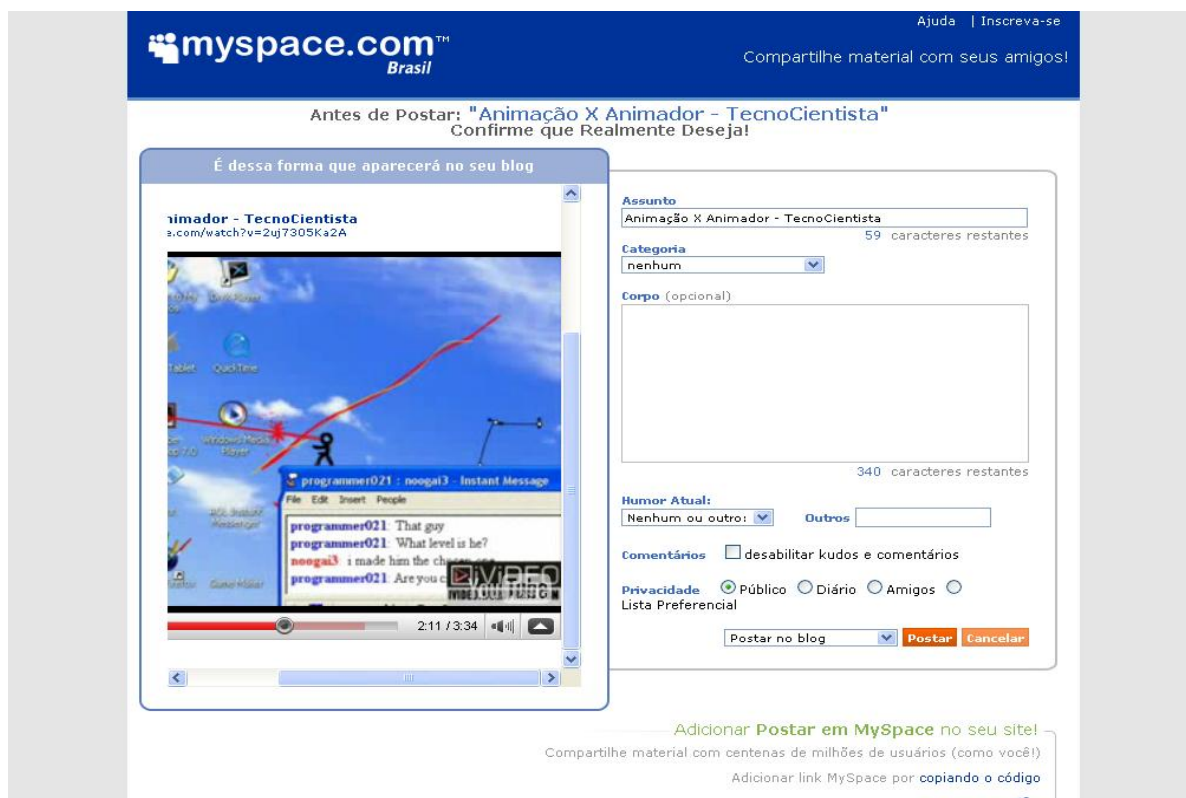 Ajuda | Inscreva-se
myspace.com™
Brasil
Compartilhe material com seus amigos!
Antes de Postar: "Animação X Animador - TecnoCientista"
Confirme que Realmente Deseja!
É dessa forma que aparecerá no seu blog
nimador - TecnoCientista
e.com/watch?v=2uj7305Ka2A
Tablet QuickTime
Windows Media
Player
programmer021 : noogai3 - Instant Message
File Edit Insert People
programmer021: That guy
programmer021: What level is he?
noogai3: i made him the chosen one
programmer021: Are you
2:11 / 3:34
Assunto
Animação X Animador - TecnoCientista
59 caracteres restantes
Categoria
nenhum
Corpo (opcional)
340 caracteres restantes
Humor Atual:
Nenhum ou outro: Outros
Comentários desabilitar kudos e comentários
Privacidade Público Diário Amigos
Lista Preferencial
Postar no blog Postar Cancelar
Adicionar Postar em MySpace no seu site!
Compartilhe material com centenas de milhões de usuários (como você!)
Adicionar link MySpace por copiando o código